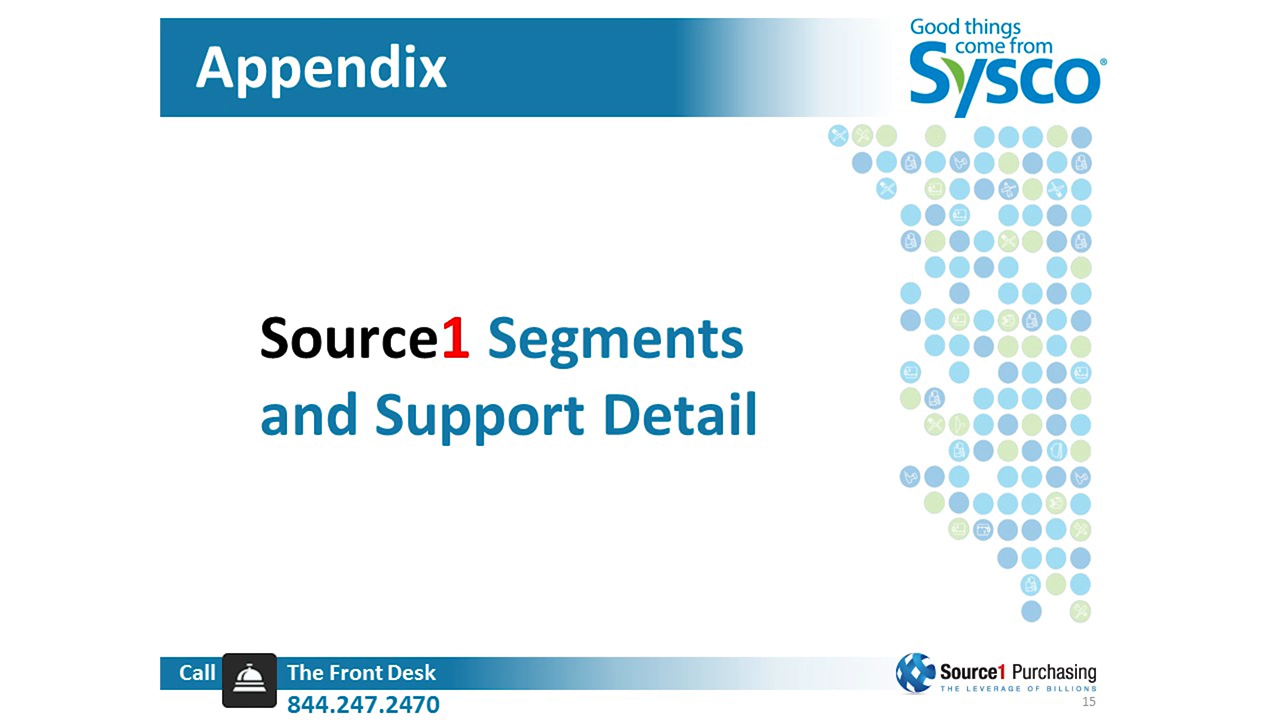 Appendix
Good things
come from
Sysco®
Source1 Segments
and Support Detail
Call The Front Desk
844.247.2470
Source1 Purchasing
THE LEVERAGE OF BILLIONS
15